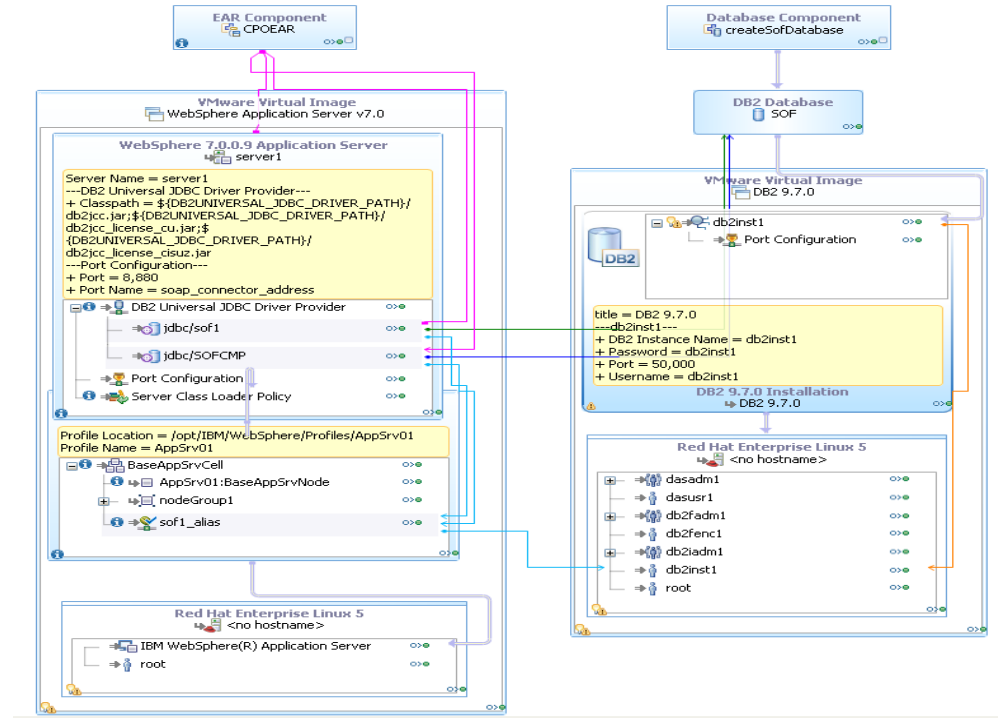 EAR Component
CPOEAR
Database Component
createSofDatabase
DB2 Database
SOF
VMware Virtual Image
WebSphere Application Server v7.0
WebSphere 7.0.0.9 Application Server
server1
Server Name = server1
---DB2 Universal JDBC Driver Provider---
+ Classpath = ${DB2UNIVERSAL_JDBC_DRIVER_PATH}/
db2jcc.jar;${DB2UNIVERSAL_JDBC_DRIVER_PATH}/
db2jcc_license_cu.jar;$
{DB2UNIVERSAL_JDBC_DRIVER_PATH}/
db2jcc_license_cisuz.jar
---Port Configuration---
+ Port = 8,880
+ Port Name = soap_connector_address
DB2 Universal JDBC Driver Provider
jdbc/sof1
jdbc/SOFCMP
Port Configuration
Server Class Loader Policy
Profile Location = /opt/IBM/WebSphere/Profiles/AppSrv01
Profile Name = AppSrv01
BaseAppSrvCell
AppSrv01:BaseAppSrvNode
nodeGroup1
sof1_alias
Red Hat Enterprise Linux 5
<no hostname>
IBM WebSphere(R) Application Server
root
VMware Virtual Image
DB2 9.7.0
DB2
db2inst1
Port Configuration
title = DB2 9.7.0
---db2inst1---
+ DB2 Instance Name = db2inst1
+ Password = db2inst1
+ Port = 50,000
+ Username = db2inst1
DB2 9.7.0 Installation
DB2 9.7.0
Red Hat Enterprise Linux 5
<no hostname>
dasadm1
dasusr1
db2fadm1
db2fenc1
db2iadm1
db2inst1
root